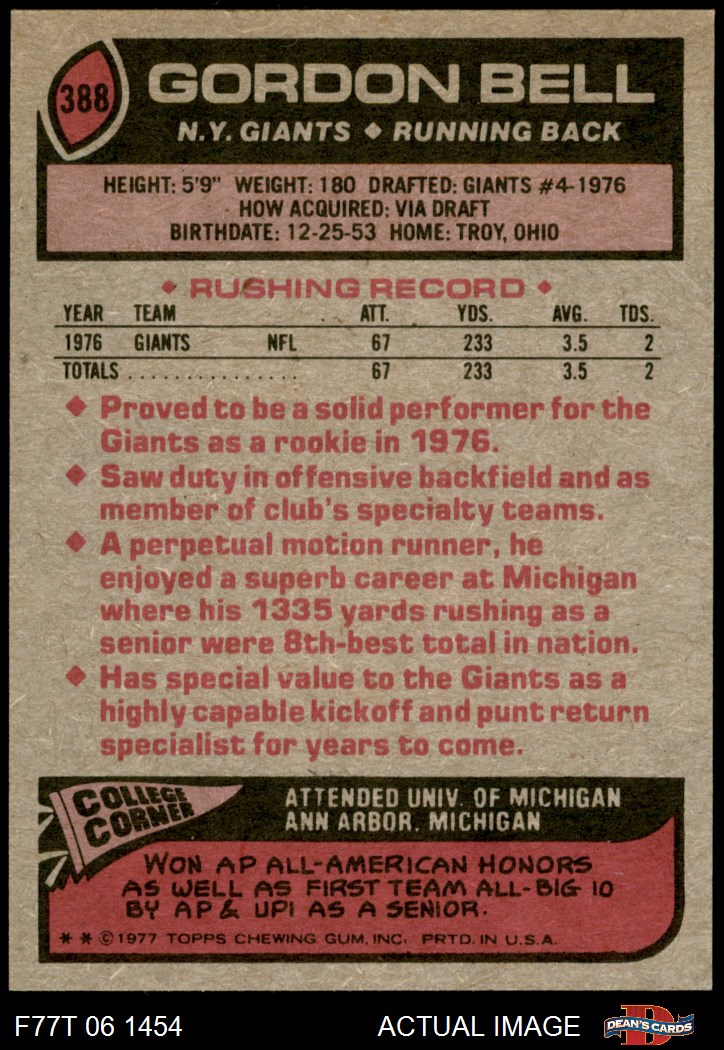 388
GORDON BELL
N.Y. GIANTS ♦ RUNNING BACK
HEIGHT: 5'9" WEIGHT: 180 DRAFTED: GIANTS #4-1976
HOW ACQUIRED: VIA DRAFT
BIRTHDATE: 12-25-53 HOME: TROY, OHIO
♦ RUSHING RECORD ♦
YEAR TEAM ATT. YDS. AVG. TDS.
1976 GIANTS NFL 67 233 3.5 2
TOTALS ................ 67 233 3.5 2
♦ Proved to be a solid performer for the
Giants as a rookie in 1976.
♦ Saw duty in offensive backfield and as
member of club's specialty teams.
♦ A perpetual motion runner, he
enjoyed a superb career at Michigan
where his 1335 yards rushing as a
senior were 8th-best total in nation.
♦ Has special value to the Giants as a
highly capable kickoff and punt return
specialist for years to come.
COLLEGE
CORNER
ATTENDED UNIV. OF MICHIGAN
ANN ARBOR, MICHIGAN
WON AP ALL-AMERICAN HONORS
AS WELL AS FIRST TEAM ALL-BIG 10
BY AP & UPI AS A SENIOR.
* * © 1977 TOPPS CHEWING GUM, INC. PRTD. IN U.S.A.
F77T 06 1454 ACTUAL IMAGE
D
DEAN'S CARDS